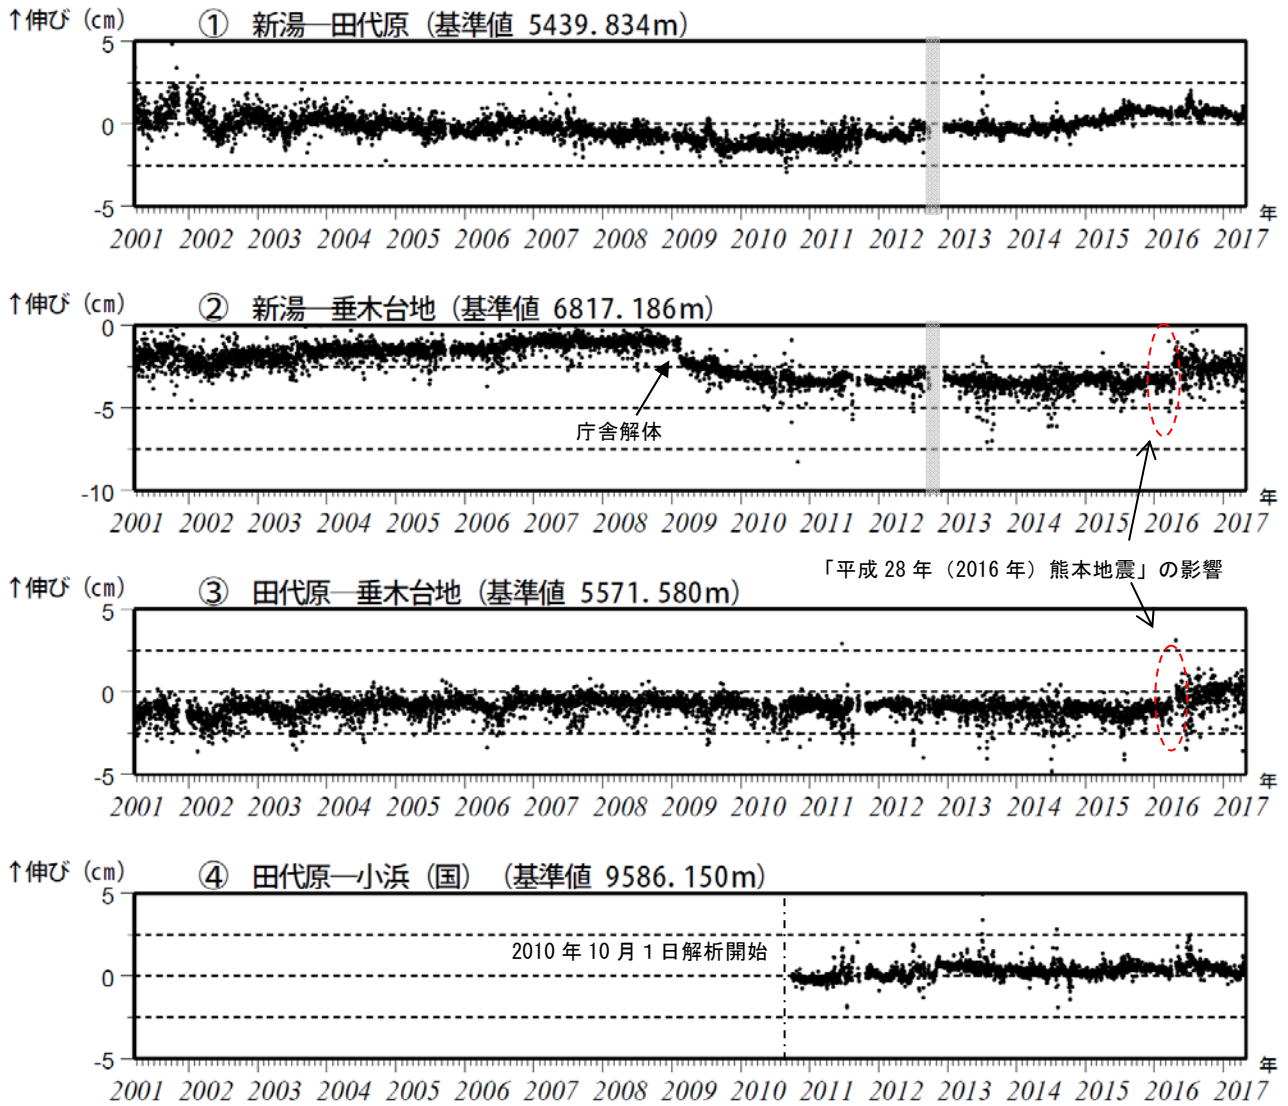 ↑伸び（cm）　① 新湯―田代原（基準値 5439.834m）
5
0
-5
年
2001 2002 2003 2004 2005 2006 2007 2008 2009 2010 2011 2012 2013 2014 2015 2016 2017
↑伸び（cm）　② 新湯―垂木台地（基準値 6817.186m）
0
-5
庁舎解体
-10
年
2001 2002 2003 2004 2005 2006 2007 2008 2009 2010 2011 2012 2013 2014 2015 2016 2017
「平成 28 年（2016 年）熊本地震」の影響
↑伸び（cm）　③ 田代原―垂木台地（基準値 5571.580m）
5
0
-5
年
2001 2002 2003 2004 2005 2006 2007 2008 2009 2010 2011 2012 2013 2014 2015 2016 2017
↑伸び（cm）　④ 田代原―小浜（国）（基準値 9586.150m）
5
2010 年 10 月 1 日解析開始
0
-5
年
2001 2002 2003 2004 2005 2006 2007 2008 2009 2010 2011 2012 2013 2014 2015 2016 2017